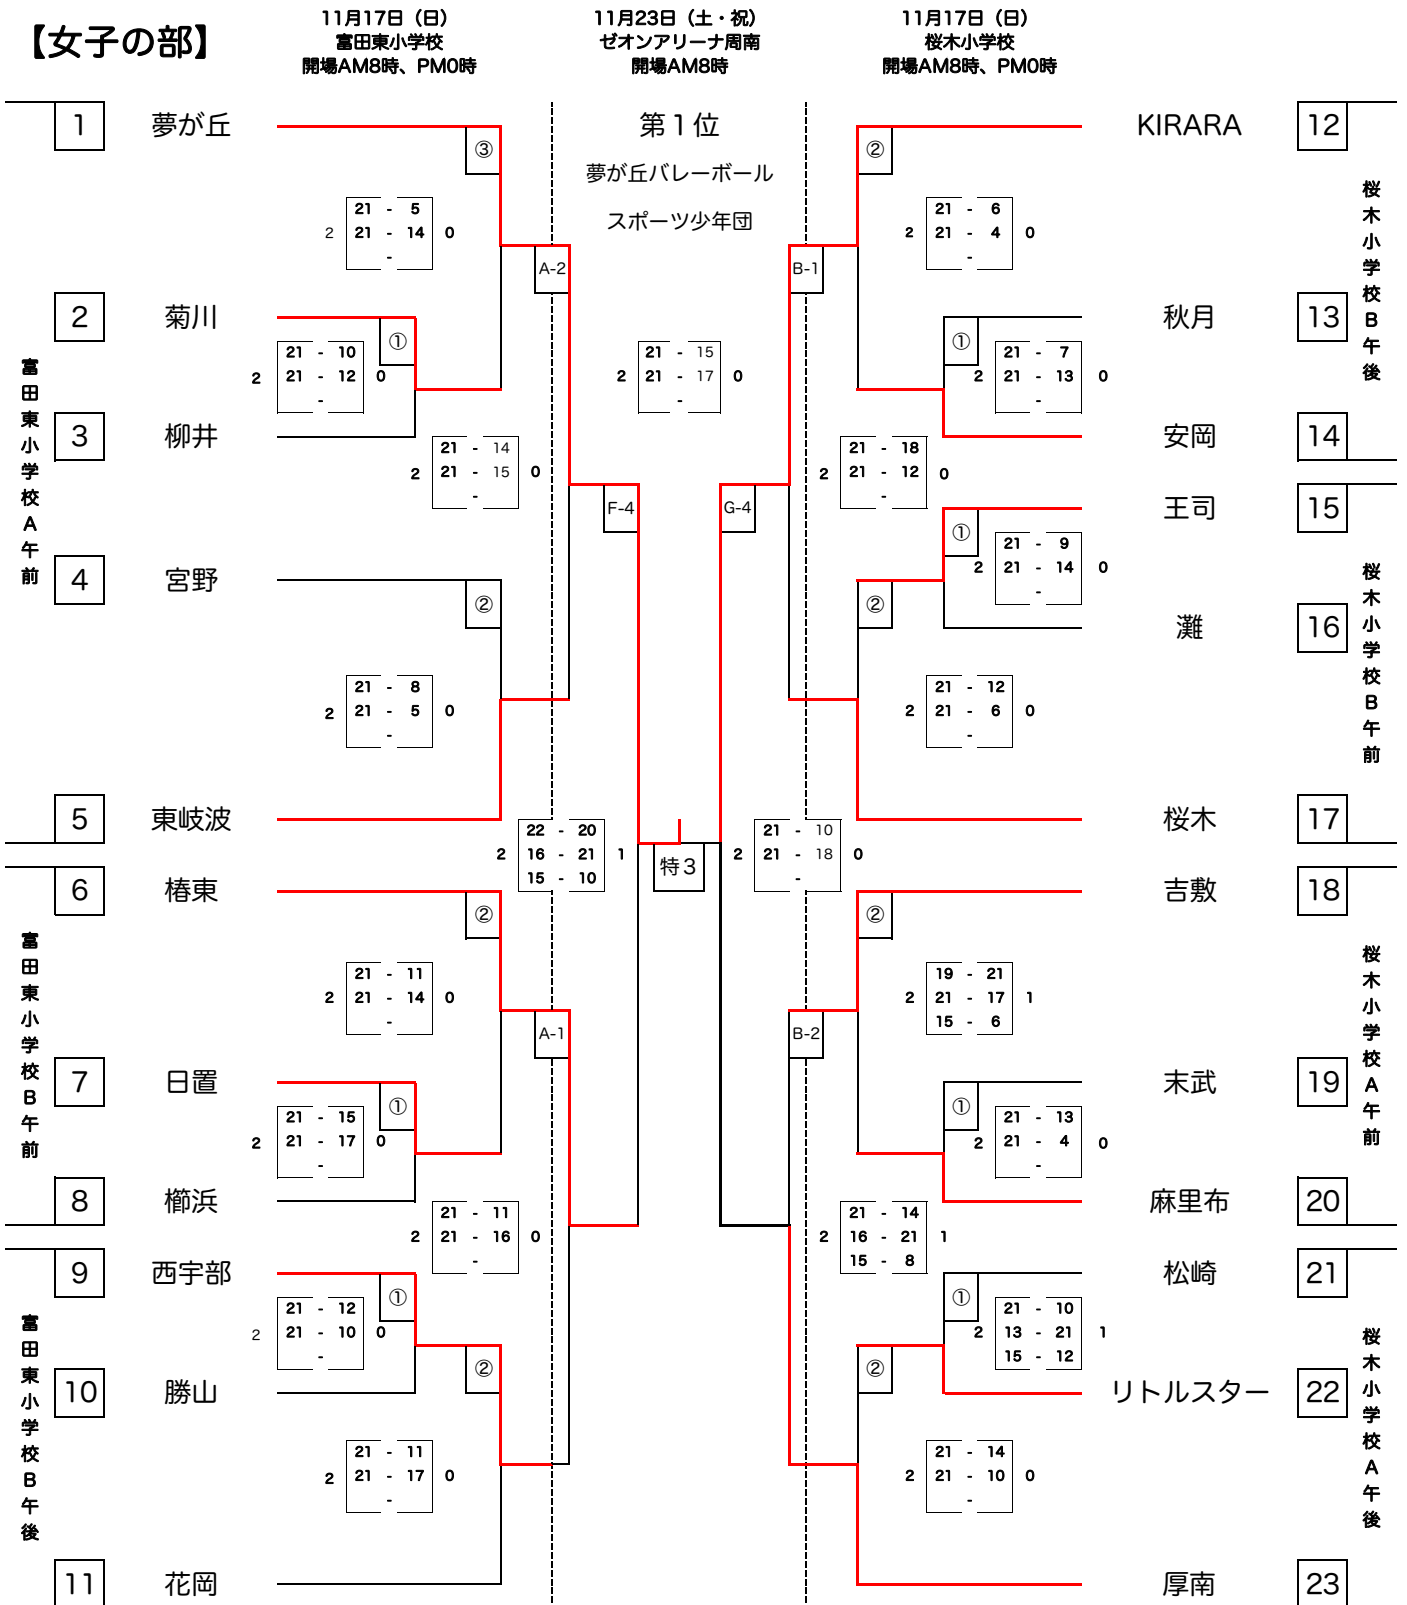 【女子の部】
11月17日（日）
富田東小学校
開場AM8時、PM0時
11月23日（土・祝）
ゼオンアリーナ周南
開場AM8時
11月17日（日）
桜木小学校
開場AM8時、PM0時
第１位
夢が丘バレーボール
スポーツ少年団
富田東小学校A午前
1 夢が丘
③
2
21 - 5
21 - 14
-
0
2 菊川
①
2
21 - 10
21 - 12
-
0
3 柳井
A-2
2
21 - 14
21 - 15
-
0
4 宮野
②
2
21 - 8
21 - 5
-
0
5 東岐波
F-4
2
22 - 20
16 - 21
15 - 10
1
富田東小学校B午前
6 椿東
②
2
21 - 11
21 - 14
-
0
7 日置
①
2
21 - 15
21 - 17
-
0
8 櫛浜
A-1
2
21 - 11
21 - 16
-
0
富田東小学校B午後
9 西宇部
①
2
21 - 12
21 - 10
-
0
10 勝山
②
2
21 - 11
21 - 17
-
0
11 花岡
2
21 - 15
21 - 17
-
0
特３
桜木小学校B午後
KIRARA 12
②
2
21 - 6
21 - 4
-
0
秋月 13
①
2
21 - 7
21 - 13
-
0
安岡 14
B-1
2
21 - 18
21 - 12
-
0
桜木小学校B午前
王司 15
①
2
21 - 9
21 - 14
-
0
灘 16
②
2
21 - 12
21 - 6
-
0
桜木 17
G-4
2
21 - 10
21 - 18
-
0
桜木小学校A午前
吉敷 18
②
2
19 - 21
21 - 17
15 - 6
1
末武 19
①
2
21 - 13
21 - 4
-
0
麻里布 20
B-2
2
21 - 14
16 - 21
15 - 8
1
桜木小学校A午後
松崎 21
①
2
21 - 10
13 - 21
15 - 12
1
リトルスター 22
②
2
21 - 14
21 - 10
-
0
厚南 23